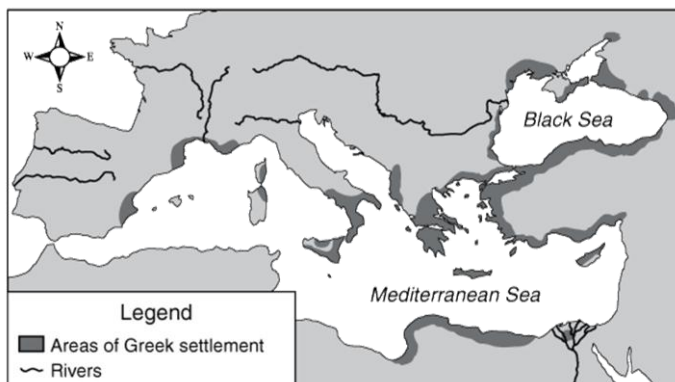 N
W E
S
Black Sea
Mediterranean Sea
Legend
Areas of Greek settlement
Rivers